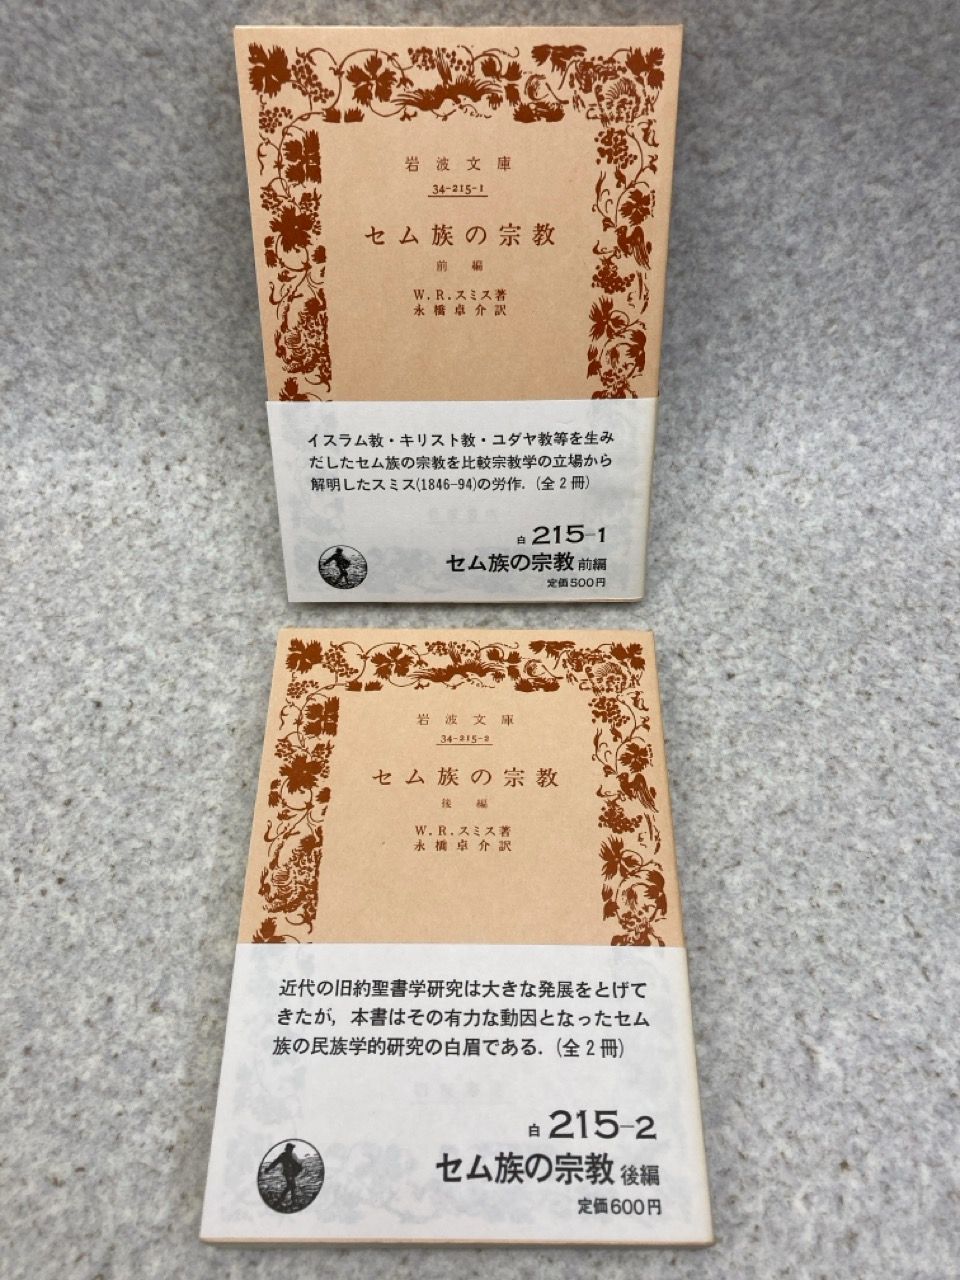 岩波文庫
34-215-1
セム族の宗教
前編
W.R.スミス著
永橋卓介訳
イスラム教・キリスト教・ユダヤ教等を生み
だしたセム族の宗教を比較宗教学の立場から
解明したスミス(1846-94)の労作.(全2冊)
白 215-1
セム族の宗教 前編
定価500円
岩波文庫
34-215-2
セム族の宗教
後編
W.R.スミス著
永橋卓介訳
近代の旧約聖書学研究は大きな発展をとげて
きたが,本書はその有力な動因となったセム
族の民族学的研究の白眉である.(全2冊)
白 215-2
セム族の宗教 後編
定価600円